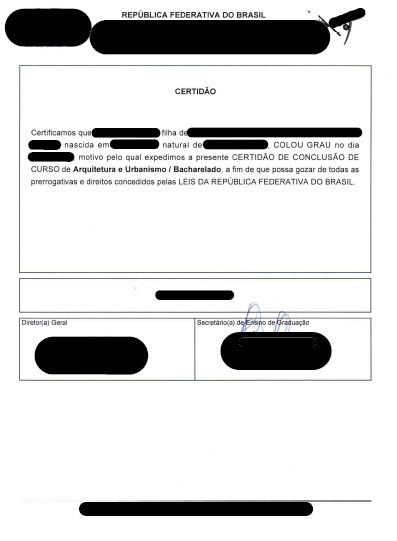 REPÚBLICA FEDERATIVA DO BRASIL
CERTIDÃO
Certificamos que filha de
nascida em natural de , COLOU GRAU no dia
motivo pelo qual expedimos a presente CERTIDÃO DE CONCLUSÃO DE
CURSO de Arquitetura e Urbanismo / Bacharelado, a fim de que possa gozar de todas as
prerrogativas e direitos concedidos pelas LEIS DA REPÚBLICA FEDERATIVA DO BRASIL.
Diretor(a) Geral
Secretário(a) de Ensino de Graduação